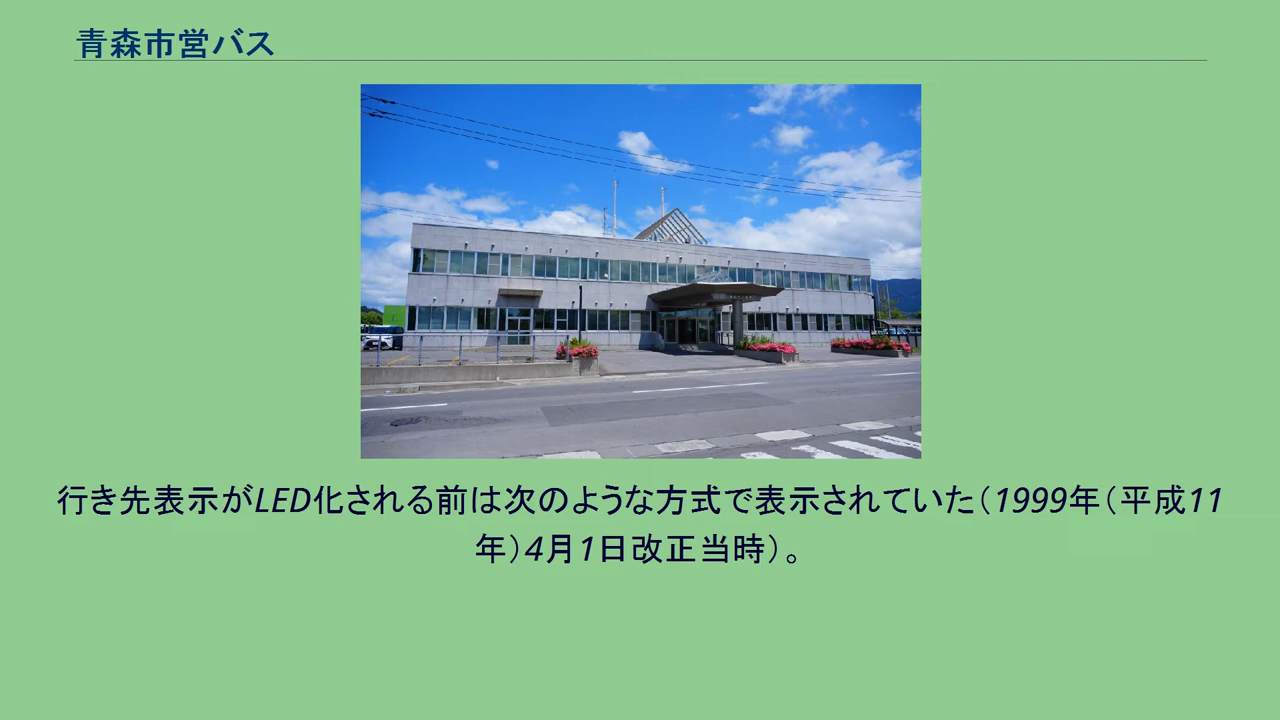 青森市営バス
行き先表示がLED化される前は次のような方式で表示されていた（1999年（平成11
年）4月1日改正当時）。